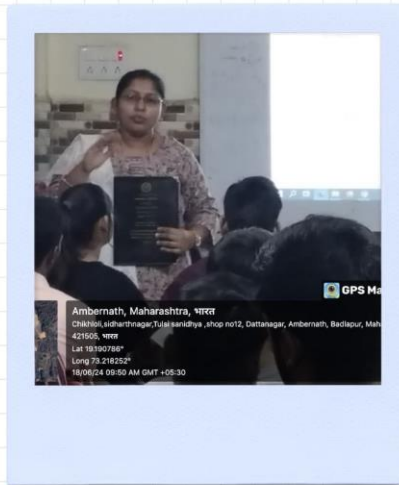 GPS Ma
Ambernath, Maharashtra, भारत
Chikhloli,sidharthnagar,Tulsi sanidhya ,shop no12, Dattanagar, Ambernath, Badlapur, Mah
421505, भारत
Lat 19.190786°
Long 73.218252°
18/06/24 09:50 AM GMT +05:30